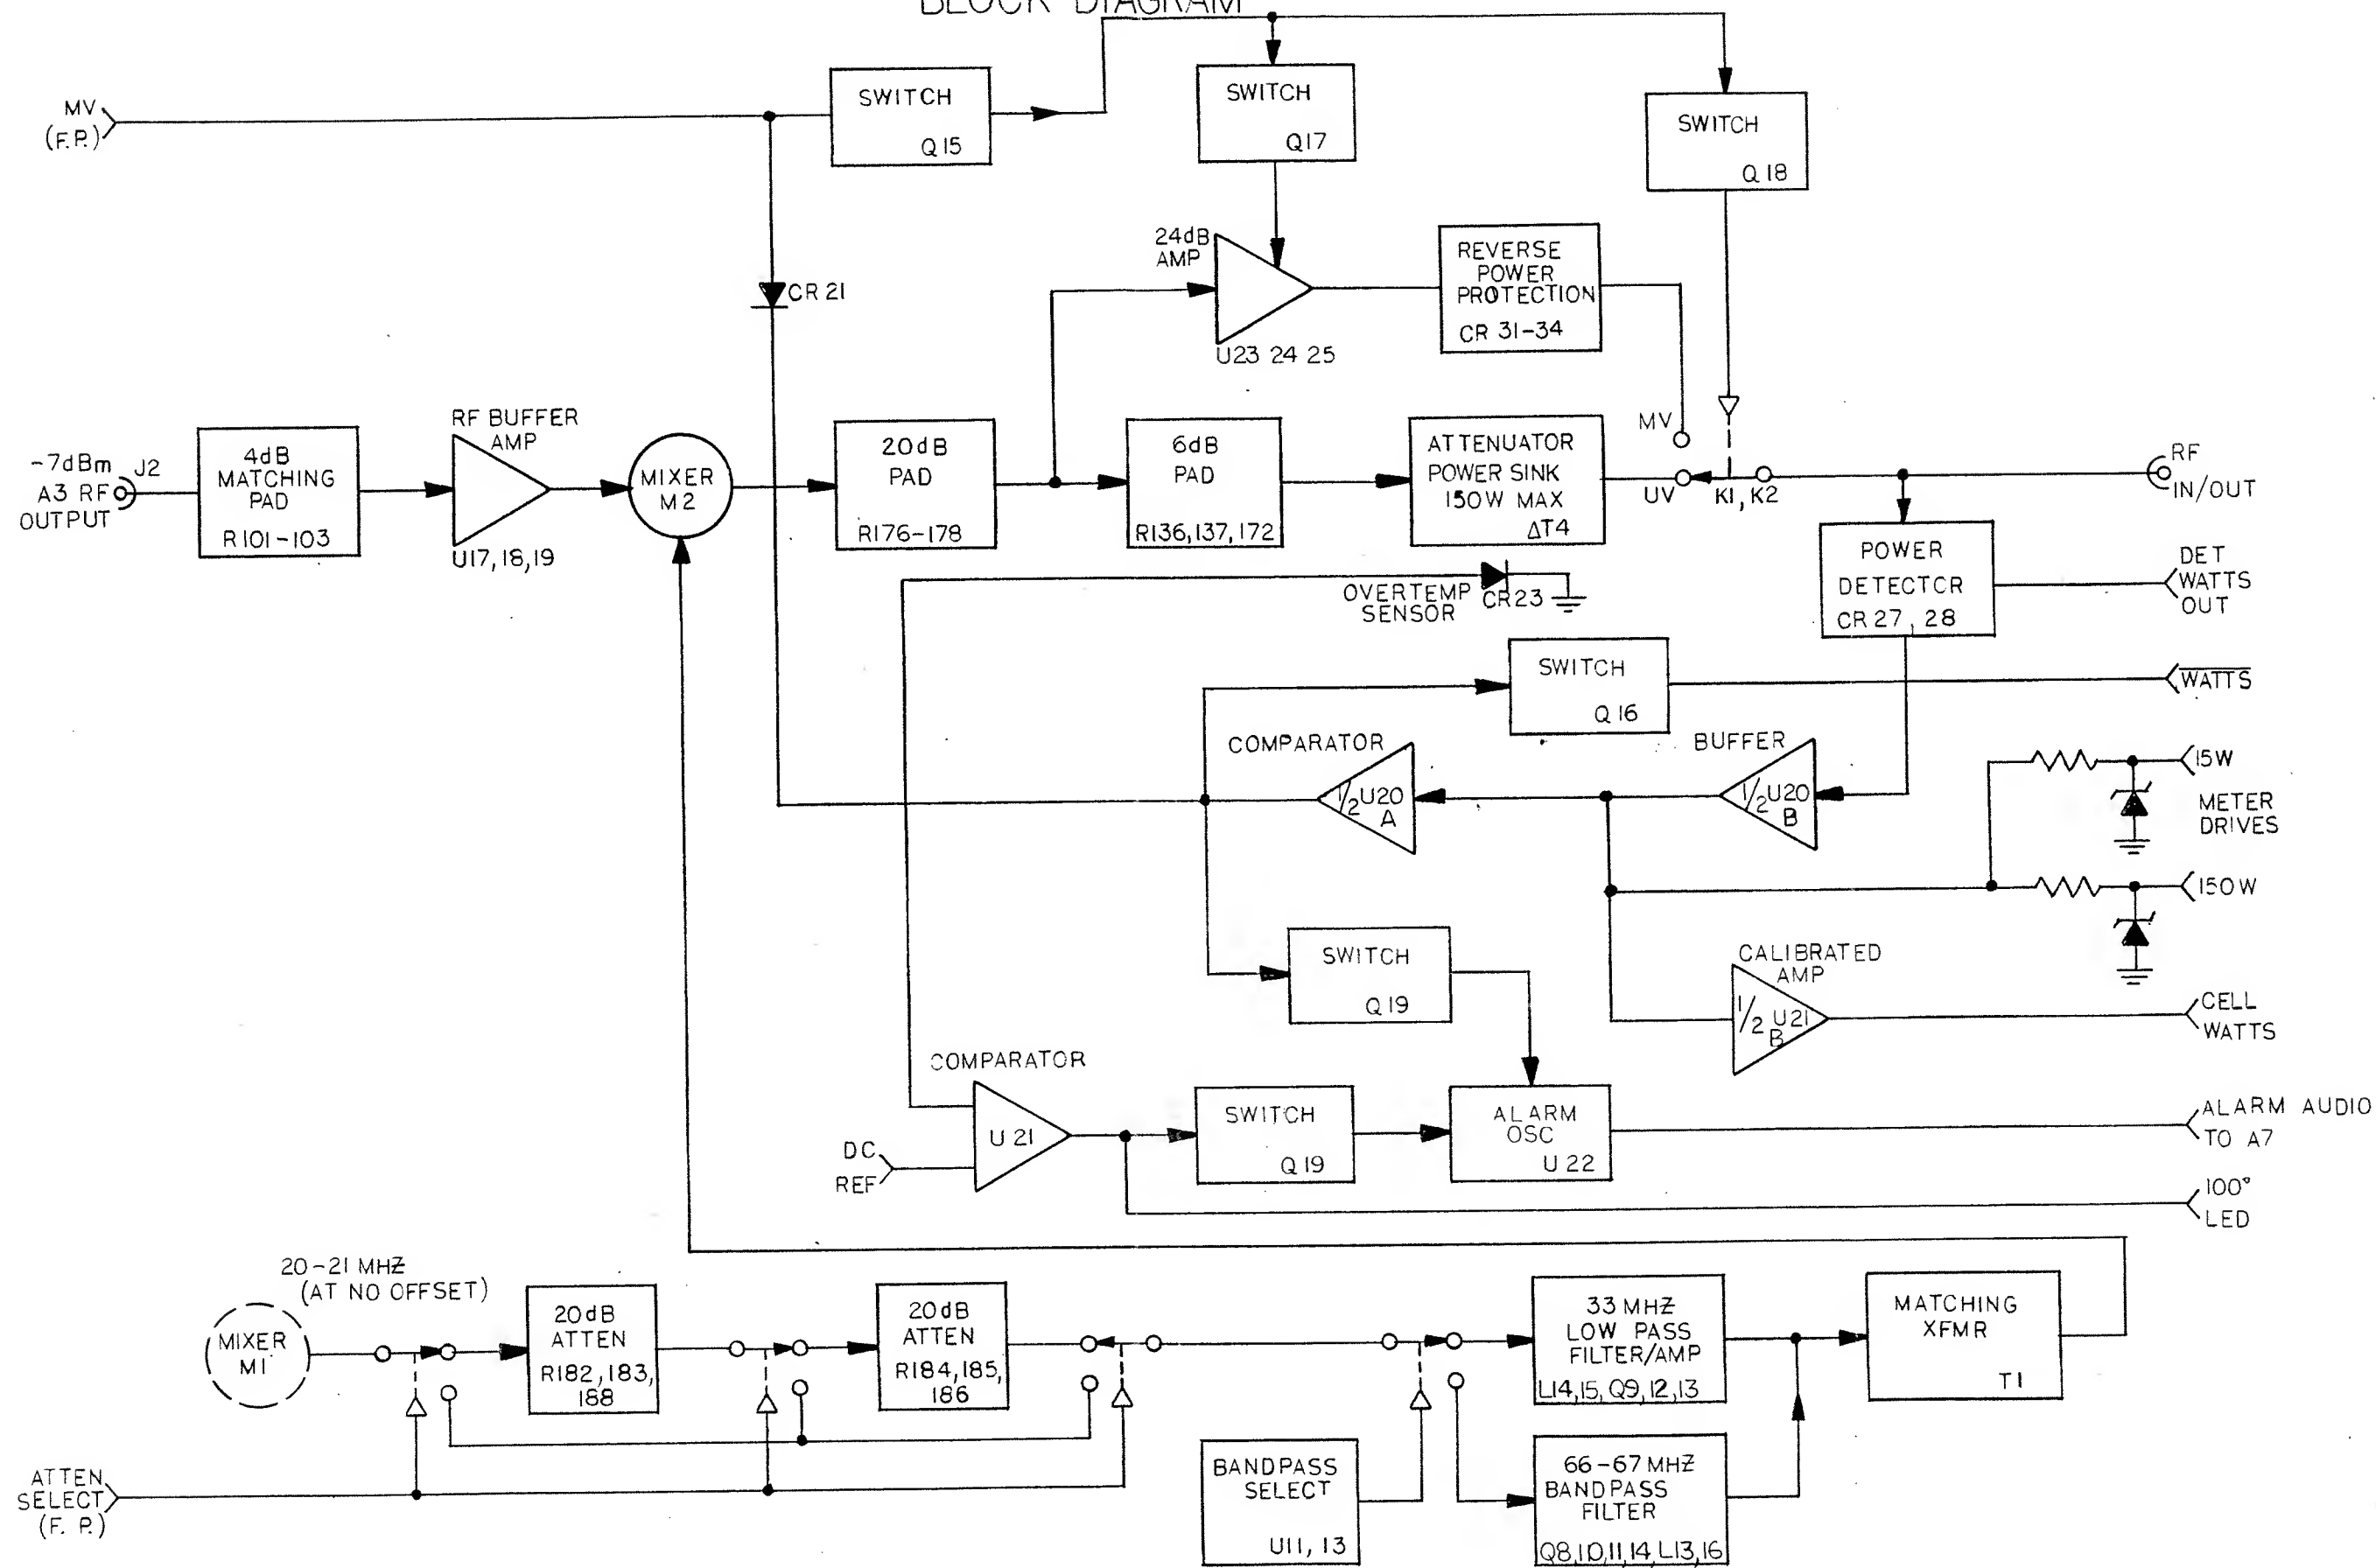 BLOCK DIAGRAM
MV
(F.P.)
SWITCH
Q15
SWITCH
Q17
SWITCH
Q18
CR 21
24dB
AMP
U23 24 25
REVERSE
POWER
PROTECTION
CR 31-34
-7dBm
A3 RF
OUTPUT
J2
4dB
MATCHING
PAD
R101-103
RF BUFFER
AMP
U17,18,19
MIXER
M2
20dB
PAD
R176-178
6dB
PAD
R136,137,172
ATTENUATOR
POWER SINK
150W MAX
ΔT4
MV
UV
K1, K2
RF
IN/OUT
OVERTEMP
SENSOR
CR23
POWER
DETECTCR
CR 27, 28
DET
WATTS
OUT
SWITCH
Q16
WATTS
COMPARATOR
1/2 U20
A
BUFFER
1/2 U20
B
15W
METER
DRIVES
150W
SWITCH
Q19
CALIBRATED
AMP
1/2 U21
B
CELL
WATTS
COMPARATOR
U 21
DC
REF
SWITCH
Q19
ALARM
OSC
U 22
ALARM AUDIO
TO A7
100°
LED
20-21 MHZ
(AT NO OFFSET)
MIXER
M1
20dB
ATTEN
R182,183,
188
20dB
ATTEN
R184,185,
186
33 MHZ
LOW PASS
FILTER/AMP
L14,15, Q9,12,13
MATCHING
XFMR
T1
ATTEN
SELECT
(F. P.)
BANDPASS
SELECT
U11, 13
66-67 MHZ
BANDPASS
FILTER
Q8,10,11,14, L13,16